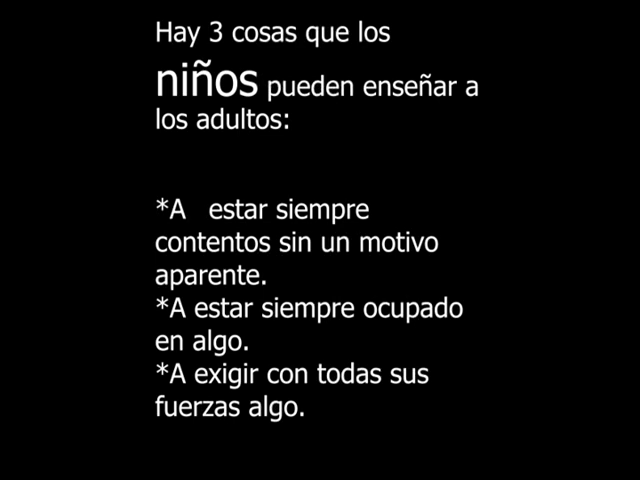 Hay 3 cosas que los
niños pueden enseñar a
los adultos:
*A estar siempre
contentos sin un motivo
aparente.
*A estar siempre ocupado
en algo.
*A exigir con todas sus
fuerzas algo.